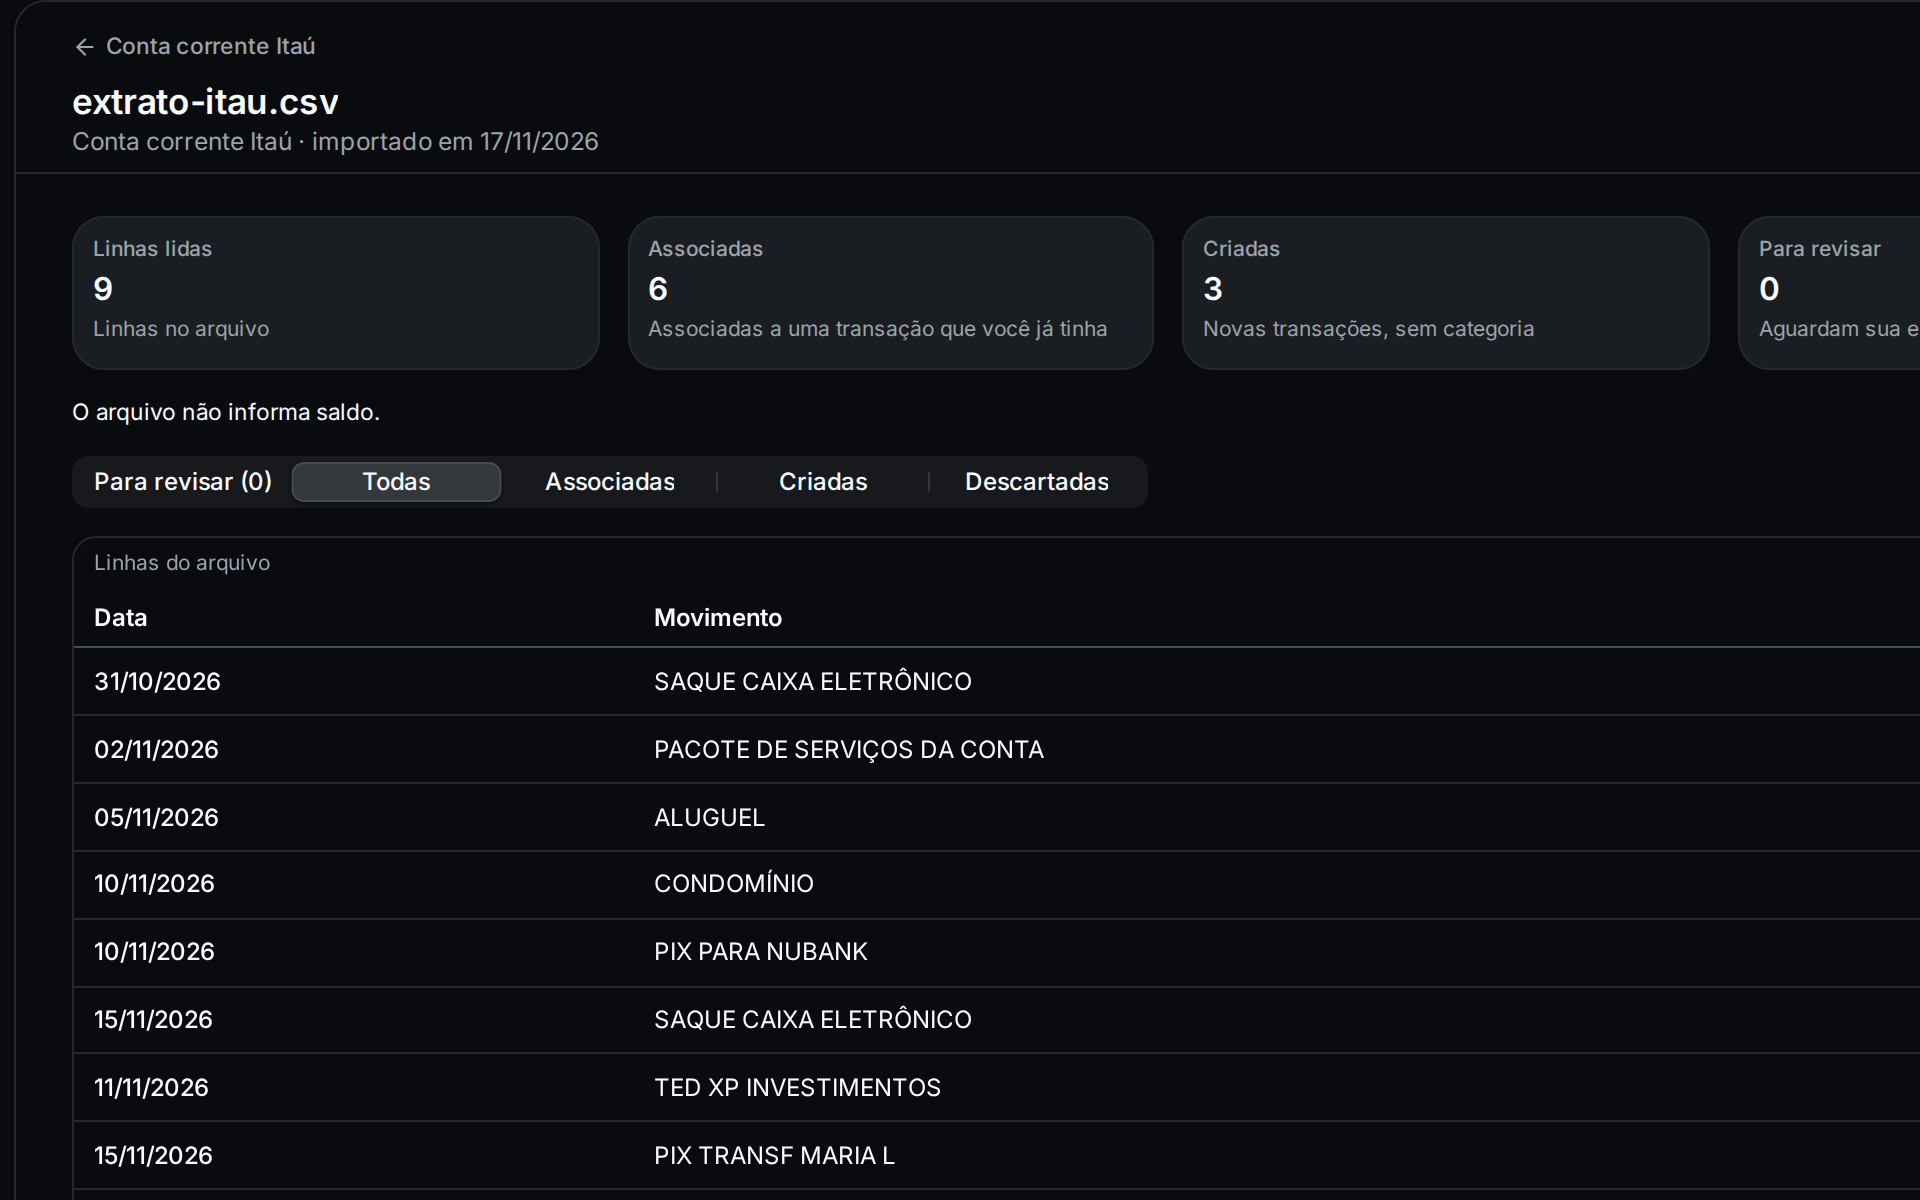 Conta corrente Itaú
extrato-itau.csv
Conta corrente Itaú · importado em 17/11/2026
Linhas lidas
9
Linhas no arquivo
Associadas
6
Associadas a uma transação que você já tinha
Criadas
3
Novas transações, sem categoria
Para revisar
0
Aguardam sua
O arquivo não informa saldo.
Para revisar (0) Todas Associadas Criadas Descartadas
Linhas do arquivo
Data Movimento
31/10/2026 SAQUE CAIXA ELETRÔNICO
02/11/2026 PACOTE DE SERVIÇOS DA CONTA
05/11/2026 ALUGUEL
10/11/2026 CONDOMÍNIO
10/11/2026 PIX PARA NUBANK
15/11/2026 SAQUE CAIXA ELETRÔNICO
11/11/2026 TED XP INVESTIMENTOS
15/11/2026 PIX TRANSF MARIA L